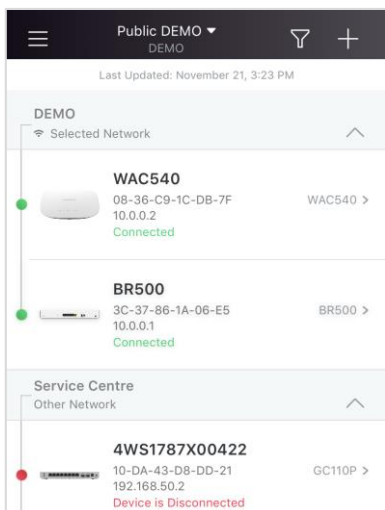 Public DEMO ▼
DEMO
Last Updated: November 21, 3:23 PM
DEMO
Selected Network
WAC540
08-36-C9-1C-DB-7F
WAC540 >
10.0.0.2
Connected
BR500
3C-37-86-1A-06-E5
BR500 >
10.0.0.1
Connected
Service Centre
Other Network
4WS1787X00422
10-DA-43-D8-DD-21
GC110P >
192.168.50.2
Device is Disconnected